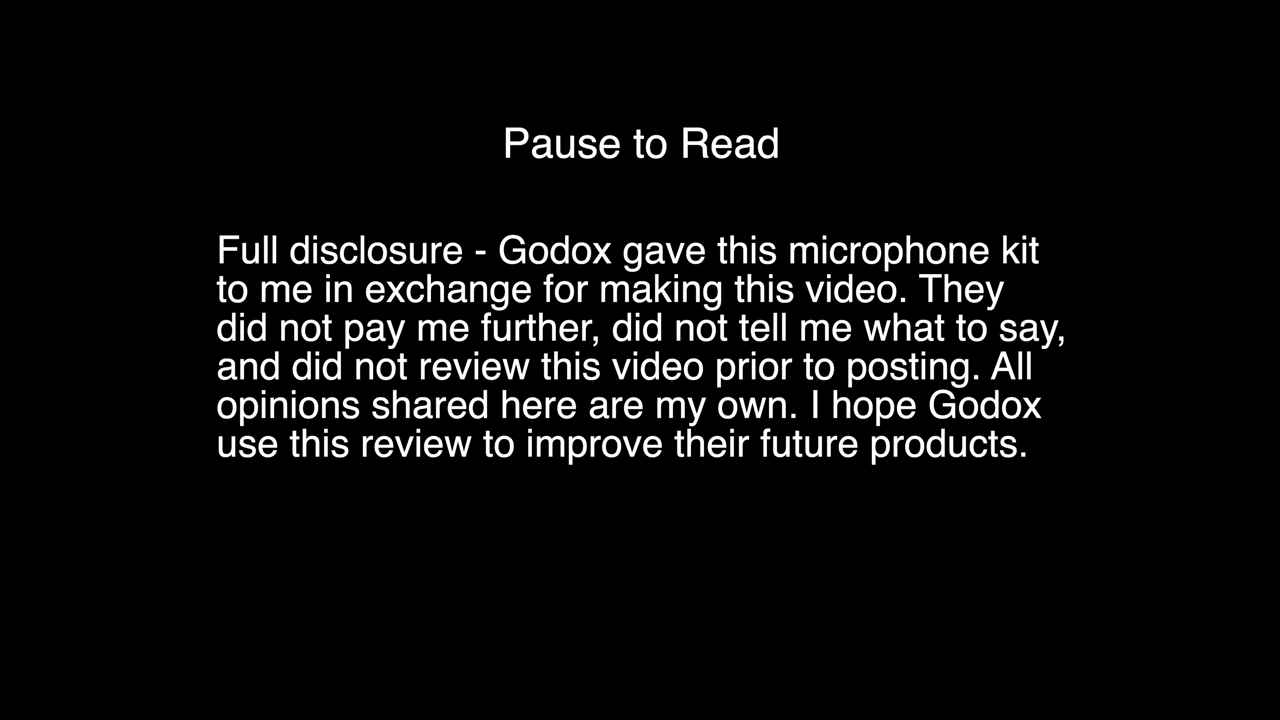 Pause to Read
Full disclosure - Godox gave this microphone kit
to me in exchange for making this video. They
did not pay me further, did not tell me what to say,
and did not review this video prior to posting. All
opinions shared here are my own. I hope Godox
use this review to improve their future products.